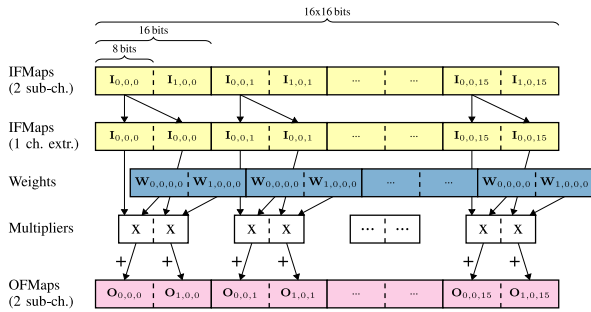 16x16 bits
16 bits
8 bits
IFMaps (2 sub-ch.) I0,0,0 I1,0,0 I0,0,1 I1,0,1 ... ... I0,0,15 I1,0,15
IFMaps (1 ch. extr.) I0,0,0 I0,0,0 I0,0,1 I0,0,1 ... ... I0,0,15 I0,0,15
Weights W0,0,0,0 W1,0,0,0 W0,0,0,0 W1,0,0,0 ... ... W0,0,0,0 W1,0,0,0
Multipliers X X X X ... ... X X
+ + + + + +
OFMaps (2 sub-ch.) O0,0,0 O1,0,0 O0,0,1 O1,0,1 ... ... O0,0,15 O1,0,15